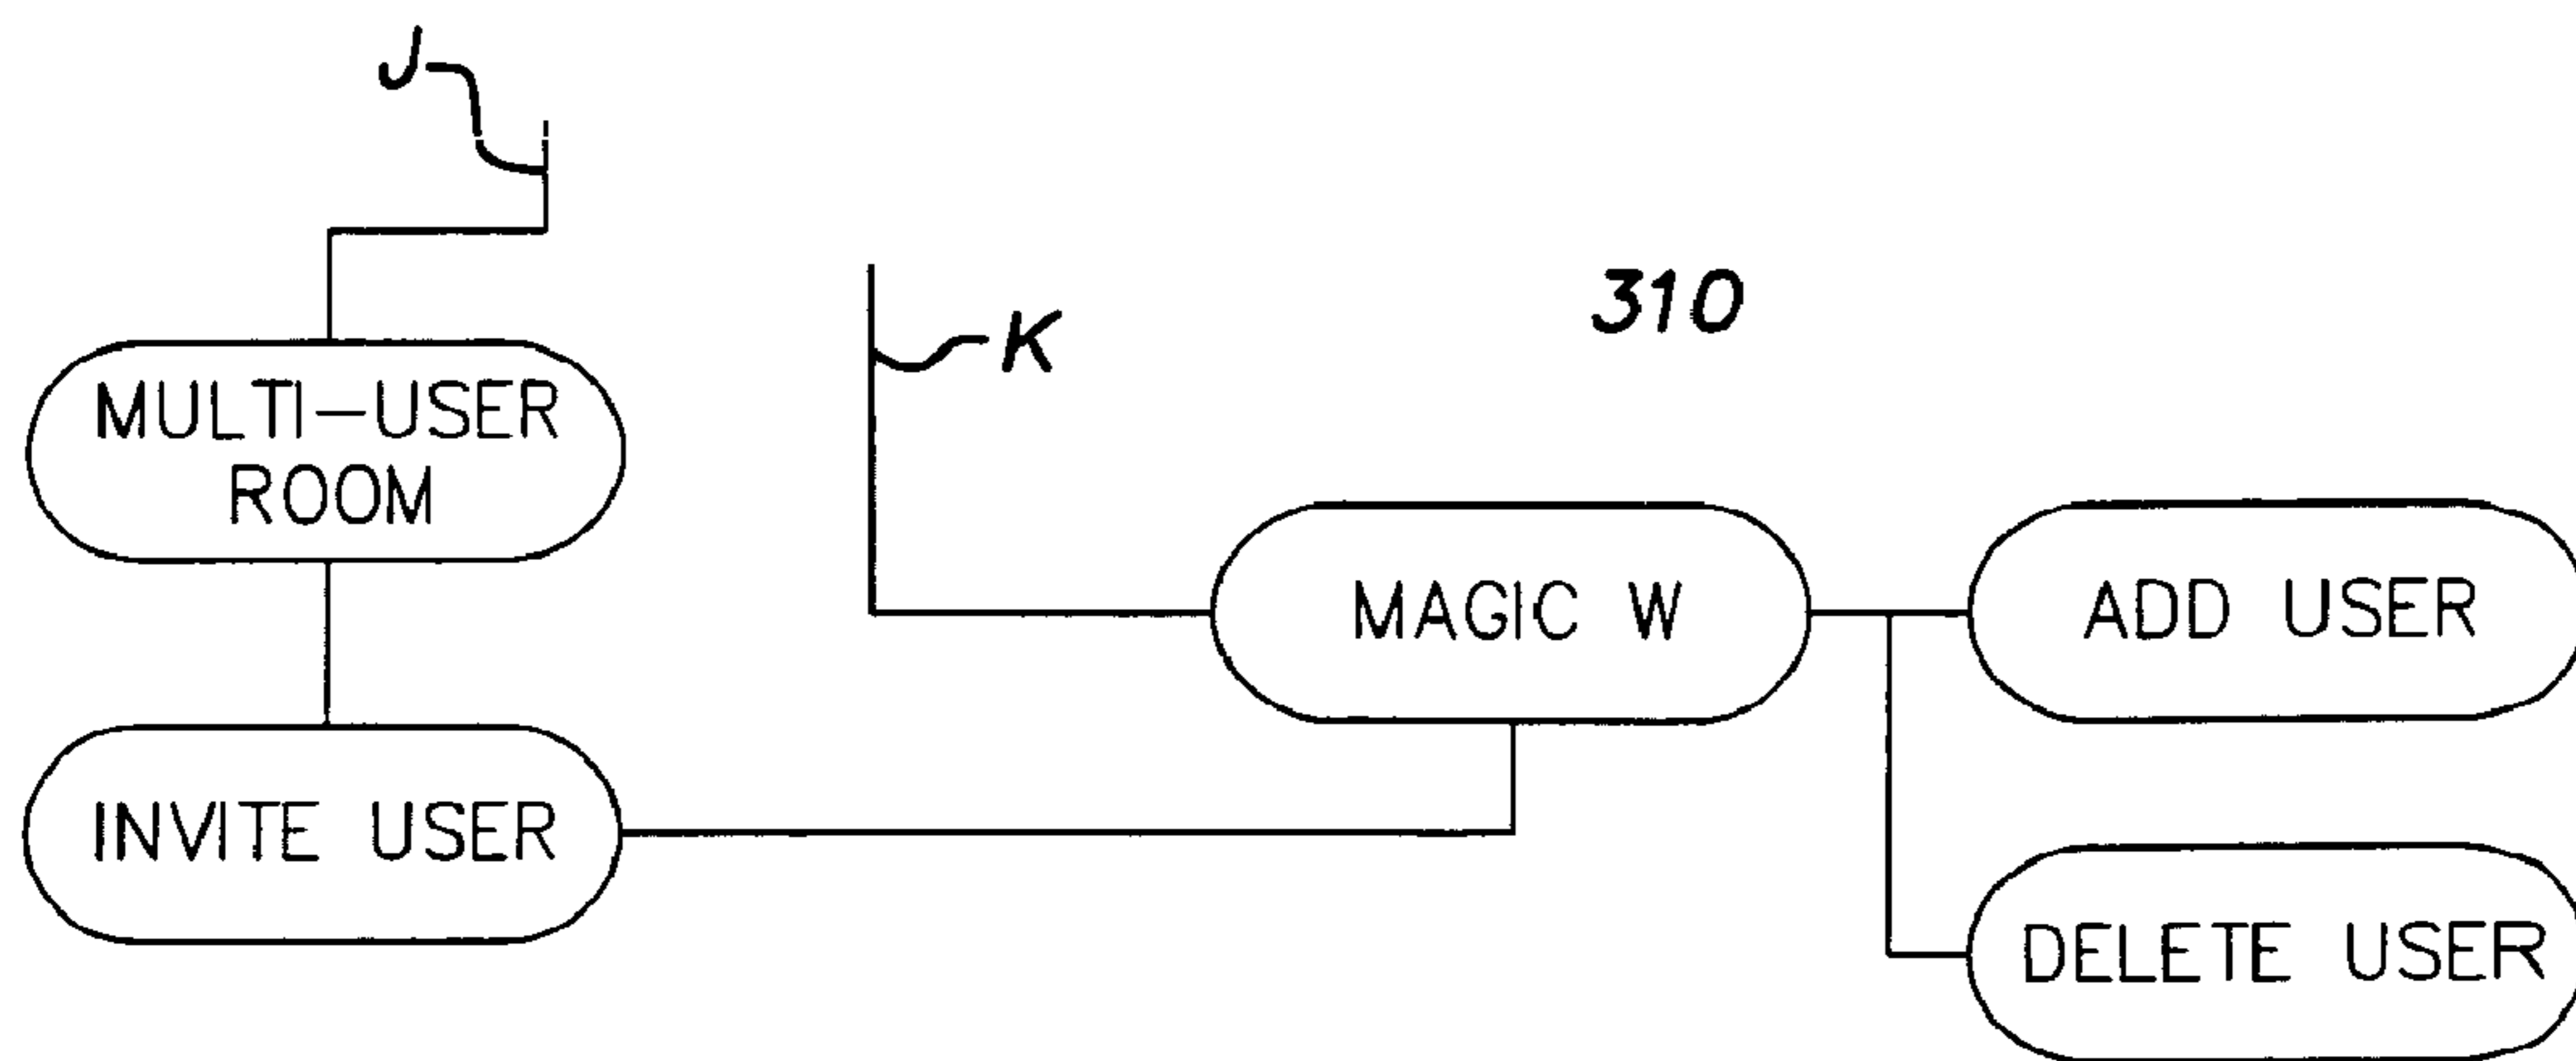 J
K
310
MULTI-USER
ROOM
MAGIC W
ADD USER
INVITE USER
DELETE USER